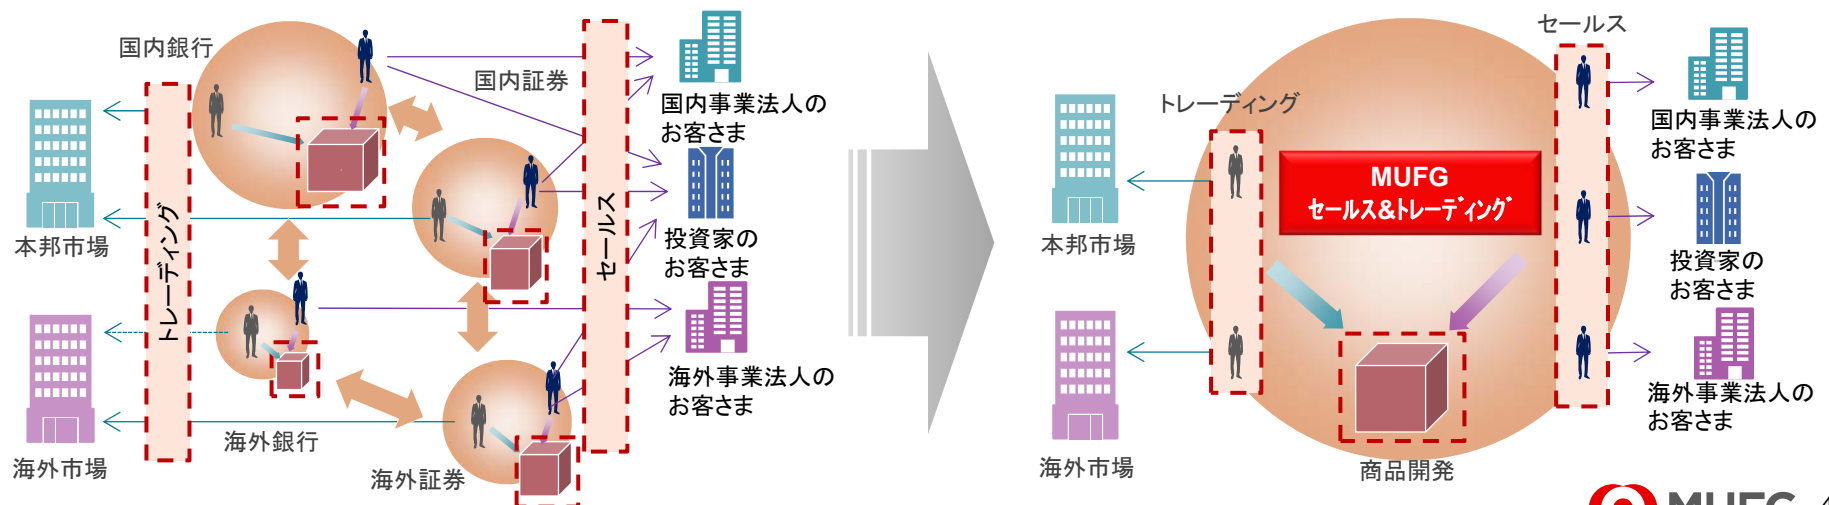 国内銀行
国内証券
国内事業法人の
お客さま
本邦市場
トレーディング
セールス
投資家の
お客さま
海外市場
海外銀行
海外証券
海外事業法人の
お客さま
セールス
トレーディング
国内事業法人の
お客さま
MUFG
セールス&トレーディング
本邦市場
投資家の
お客さま
海外市場
商品開発
海外事業法人の
お客さま
MUFG